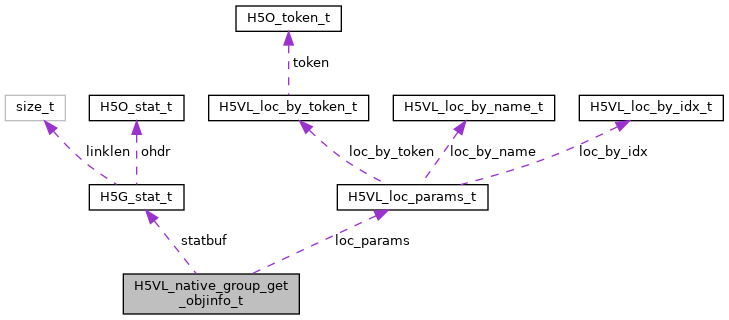 H5O_token_t
token
size_t
H5O_stat_t
H5VL_loc_by_token_t
H5VL_loc_by_name_t
H5VL_loc_by_idx_t
linklen
ohdr
loc_by_token
loc_by_name
loc_by_idx
H5G_stat_t
H5VL_loc_params_t
statbuf
loc_params
H5VL_native_group_get
_objinfo_t